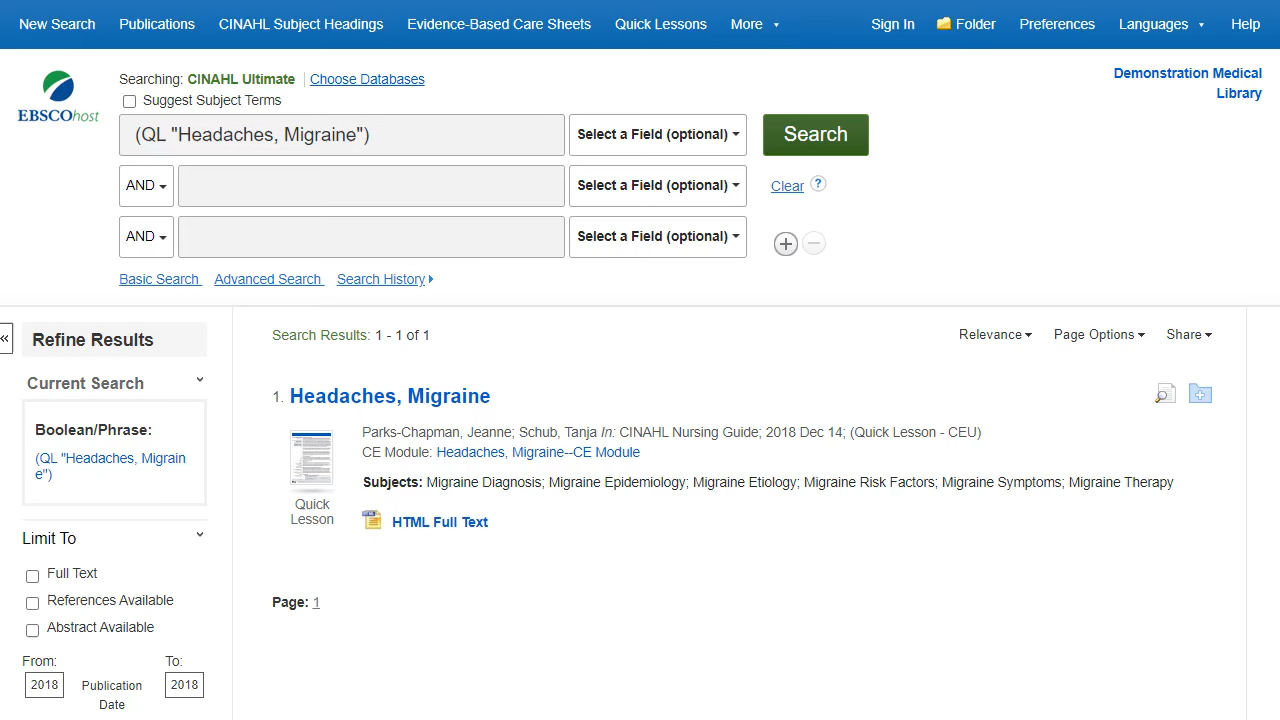 New Search Publications CINAHL Subject Headings Evidence-Based Care Sheets Quick Lessons More Sign In Folder Preferences Languages Help
EBSCOhost
Searching: CINAHL Ultimate Choose Databases
Suggest Subject Terms
Demonstration Medical
Library
(QL "Headaches, Migraine") Select a Field (optional) Search
AND Select a Field (optional) Clear ?
AND Select a Field (optional)
Basic Search Advanced Search Search History
Refine Results
Current Search
Boolean/Phrase:
(QL "Headaches, Migrain
e")
Limit To
Full Text
References Available
Abstract Available
From: To:
2018 Publication 2018
Date
Search Results: 1 - 1 of 1 Relevance Page Options Share
1. Headaches, Migraine
Parks-Chapman, Jeanne; Schub, Tanja In: CINAHL Nursing Guide; 2018 Dec 14; (Quick Lesson - CEU)
CE Module: Headaches, Migraine--CE Module
Subjects: Migraine Diagnosis; Migraine Epidemiology; Migraine Etiology; Migraine Risk Factors; Migraine Symptoms; Migraine Therapy
Quick
Lesson
HTML Full Text
Page: 1